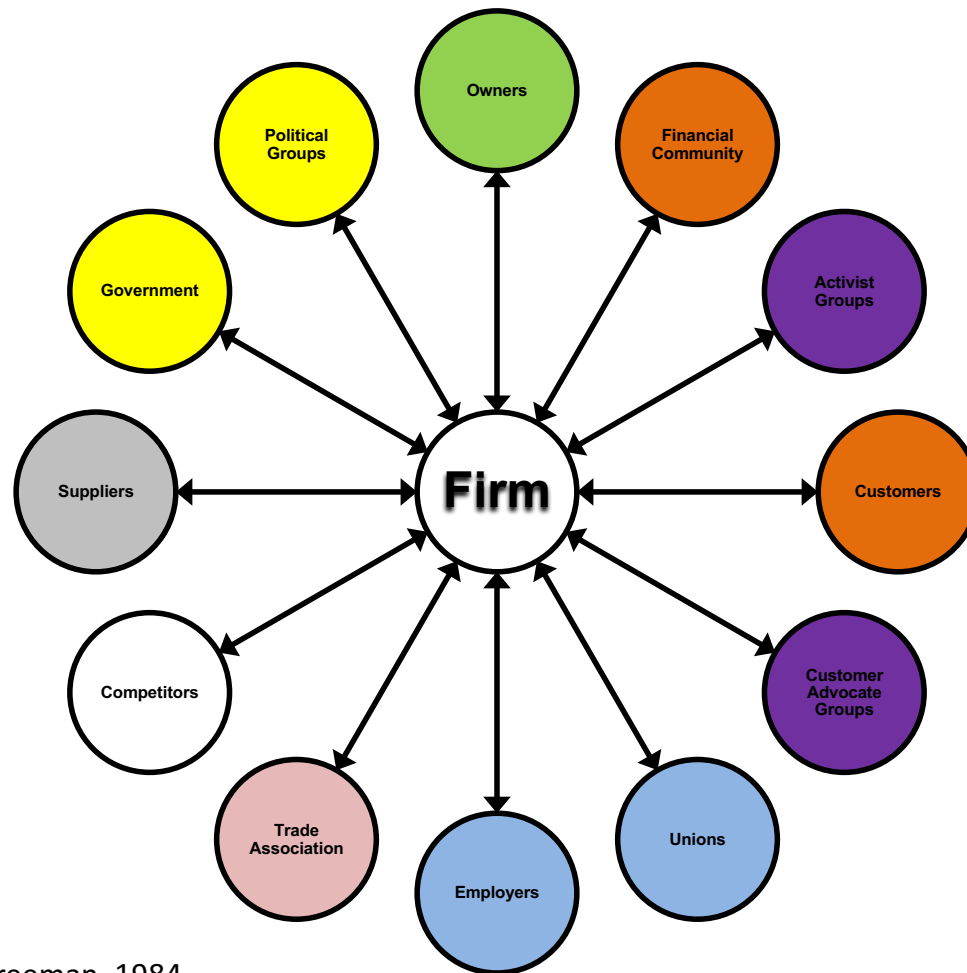 Owners
Political
Groups
Financial
Community
Government
Activist
Groups
Suppliers
Firm
Customers
Competitors
Customer
Advocate
Groups
Trade
Association
Unions
Employers
1984